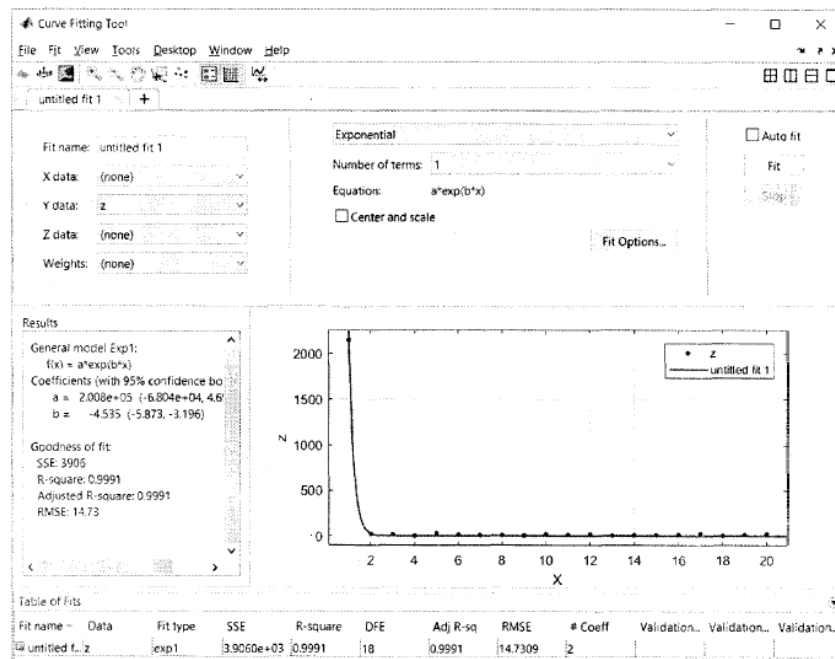 Curve Fitting Tool
File Fit View Tools Desktop Window Help
untitled fit 1
Fit name: untitled fit 1
X data: (none)
Y data: z
Z data: (none)
Weights: (none)
Exponential
Number of terms: 1
Equation: a*exp(b*x)
Center and scale
Fit Options...
Auto fit
Fit
Stop
Results
General model Exp1:
f(x) = a*exp(b*x)
Coefficients (with 95% confidence bo
a = 2.008e+05 (-6.804e+04, 4.6
b = -4.535 (-5.873, -3.196)
Goodness of fit:
SSE: 3906
R-square: 0.9991
Adjusted R-square: 0.9991
RMSE: 14.73
2000
1500
1000
500
0
z
z
untitled fit 1
2 4 6 8 10 12 14 16 18 20
X
Table of Fits
Fit name Data Fit type SSE R-square DFE Adj R-sq RMSE # Coeff Validation... Validation... Validation...
untitled f... z exp1 3.9060e+03 0.9991 18 0.9991 14.7309 2